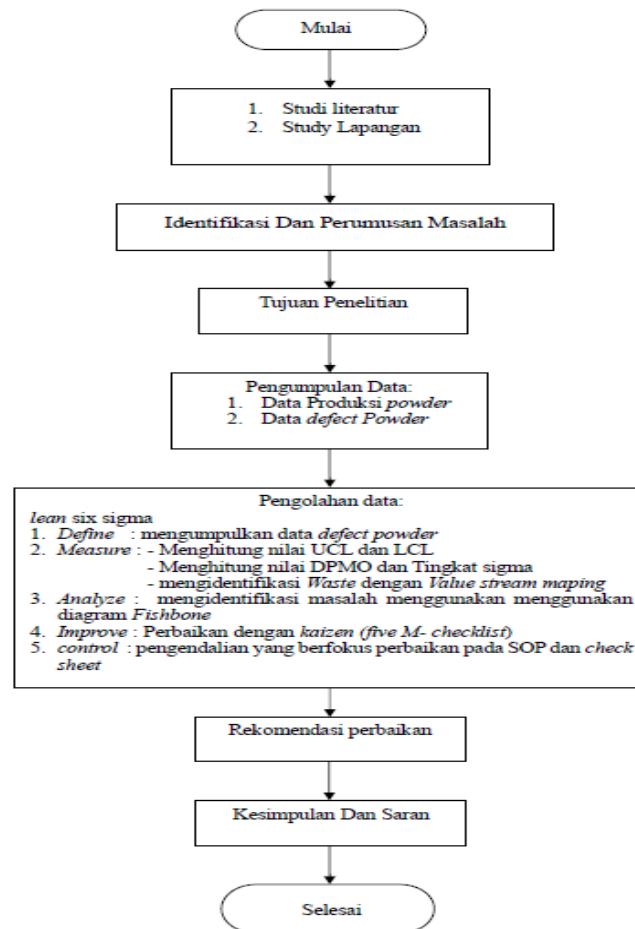 Mulai
1. Studi literatur
2. Study Lapangan
Identifikasi Dan Perumusan Masalah
Tujuan Penelitian
Pengumpulan Data:
1. Data Produksi powder
2. Data defect Powder
Pengolahan data:
lean six sigma
1. Define : mengumpulkan data defect powder
2. Measure : - Menghitung nilai UCL dan LCL
- Menghitung nilai DPMO dan Tingkat sigma
- mengidentifikasi Waste dengan Value stream maping
3. Analyze : mengidentifikasi masalah menggunakan menggunakan
diagram Fishbone
4. Improve : Perbaikan dengan kaizen (five M- checklist)
5. control : pengendalian yang berfokus perbaikan pada SOP dan check
sheet
Rekomendasi perbaikan
Kesimpulan Dan Saran
Selesai